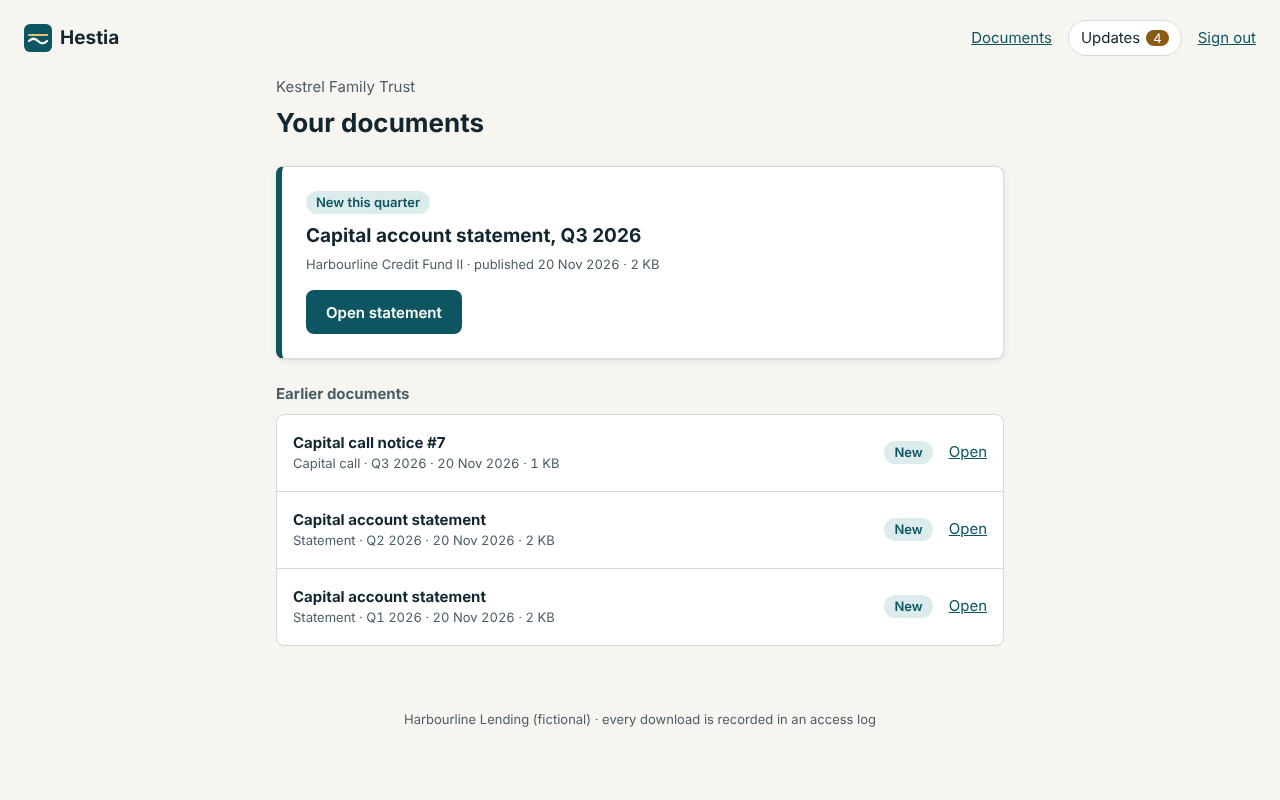 Hestia
Documents
Updates 4
Sign out
Kestrel Family Trust
Your documents
New this quarter
Capital account statement, Q3 2026
Harbourline Credit Fund II · published 20 Nov 2026 · 2 KB
Open statement
Earlier documents
Capital call notice #7
Capital call · Q3 2026 · 20 Nov 2026 · 1 KB
New
Open
Capital account statement
Statement · Q2 2026 · 20 Nov 2026 · 2 KB
New
Open
Capital account statement
Statement · Q1 2026 · 20 Nov 2026 · 2 KB
New
Open
Harbourline Lending (fictional) · every download is recorded in an access log